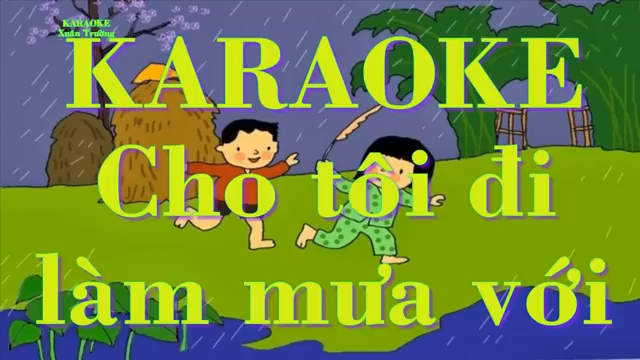 KARAOKE
Xuân Trường
KARAOKE
Cho tôi đi
làm mưa với